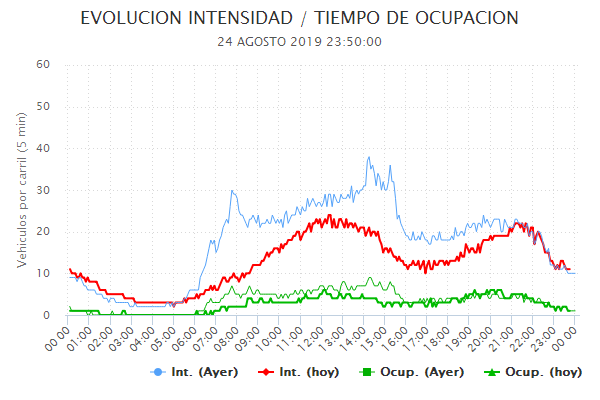 EVOLUCION INTENSIDAD / TIEMPO DE OCUPACION
24 AGOSTO 2019 23:50:00
Vehículos por carril (5 min)
60
50
40
30
20
10
0
00:00 01:00 02:00 03:00 04:00 05:00 06:00 07:00 08:00 09:00 10:00 11:00 12:00 13:00 14:00 15:00 16:00 17:00 18:00 19:00 20:00 21:00 22:00 23:00 00:00
Int. (Ayer) Int. (hoy) Ocup. (Ayer) Ocup. (hoy)